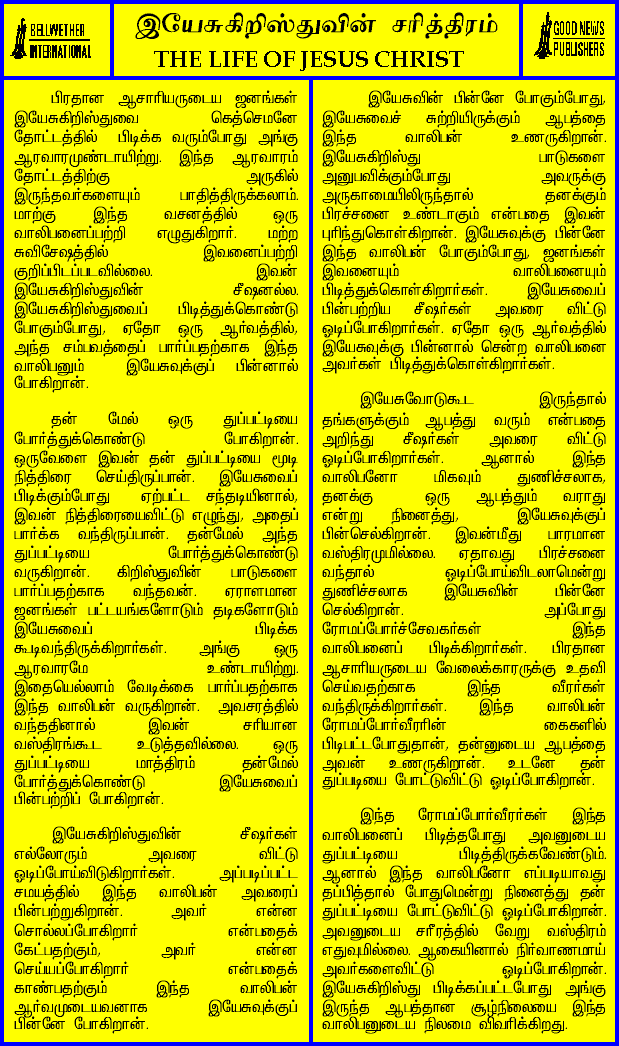 BELLWETHER
INTERNATIONAL
இயேசுகிறிஸ்துவின் சரித்திரம்
THE LIFE OF JESUS CHRIST
GOOD NEWS
PUBLISHERS
பிரதான ஆசாரியருடைய ஜனங்கள்
இயேசுகிறிஸ்துவை கெத்செமனே
தோட்டத்தில் பிடிக்க வரும்போது அங்கு
ஆரவாரமுண்டாயிற்று. இந்த ஆரவாரம்
தோட்டத்திற்கு அருகில்
இருந்தவர்களையும் பாதித்திருக்கலாம்.
மாற்கு இந்த வசனத்தில் ஒரு
வாலிபனைப்பற்றி எழுதுகிறார். மற்ற
சுவிசேஷத்தில் இவனைப்பற்றி
குறிப்பிடப்படவில்லை. இவன்
இயேசுகிறிஸ்துவின் சீஷனல்ல.
இயேசுகிறிஸ்துவைப் பிடித்துக்கொண்டு
போகும்போது, ஏதோ ஒரு ஆர்வத்தில்,
அந்த சம்பவத்தைப் பார்ப்பதற்காக இந்த
வாலிபனும் இயேசுவுக்குப் பின்னால்
போகிறான்.
தன் மேல் ஒரு துப்பட்டியை
போர்த்துக்கொண்டு போகிறான்.
ஒருவேளை இவன் தன் துப்பட்டியை மூடி
நித்திரை செய்திருப்பான். இயேசுவைப்
பிடிக்கும்போது ஏற்பட்ட சந்தடியினால்,
இவன் நித்திரையைவிட்டு எழுந்து, அதைப்
பார்க்க வந்திருப்பான். தன்மேல் அந்த
துப்பட்டியை போர்த்துக்கொண்டு
வருகிறான். கிறிஸ்துவின் பாடுகளை
பார்ப்பதற்காக வந்தவன். ஏராளமான
ஜனங்கள் பட்டயங்களோடும் தடிகளோடும்
இயேசுவைப் பிடிக்க
கூடிவந்திருக்கிறார்கள். அங்கு ஒரு
ஆரவாரமே உண்டாயிற்று.
இதையெல்லாம் வேடிக்கை பார்ப்பதற்காக
இந்த வாலிபன் வருகிறான். அவசரத்தில்
வந்ததினால் இவன் சரியான
வஸ்திரங்கூட உடுத்தவில்லை. ஒரு
துப்பட்டியை மாத்திரம் தன்மேல்
போர்த்துக்கொண்டு இயேசுவைப்
பின்பற்றிப் போகிறான்.
இயேசுகிறிஸ்துவின் சீஷர்கள்
எல்லோரும் அவரை விட்டு
ஓடிப்போய்விடுகிறார்கள். அப்படிப்பட்ட
சமயத்தில் இந்த வாலிபன் அவரைப்
பின்பற்றுகிறான். அவர் என்ன
சொல்லப்போகிறார் என்பதைக்
கேட்பதற்கும், அவர் என்ன
செய்யப்போகிறார் என்பதைக்
காண்பதற்கும் இந்த வாலிபன்
ஆர்வமுடையவனாக இயேசுவுக்குப்
பின்னே போகிறான்.
இயேசுவின் பின்னே போகும்போது,
இயேசுவைச் சுற்றியிருக்கும் ஆபத்தை
இந்த வாலிபன் உணருகிறான்.
இயேசுகிறிஸ்து பாடுகளை
அனுபவிக்கும்போது அவருக்கு
அருகாமையிலிருந்தால் தனக்கும்
பிரச்சனை உண்டாகும் என்பதை இவன்
புரிந்துகொள்கிறான். இயேசுவுக்கு பின்னே
இந்த வாலிபன் போகும்போது, ஜனங்கள்
இவனையும் வாலிபனையும்
பிடித்துக்கொள்கிறார்கள். இயேசுவைப்
பின்பற்றிய சீஷர்கள் அவரை விட்டு
ஓடிப்போகிறார்கள். ஏதோ ஒரு ஆர்வத்தில்
இயேசுவுக்கு பின்னால் சென்ற வாலிபனை
அவர்கள் பிடித்துக்கொள்கிறார்கள்.
இயேசுவோடுகூட இருந்தால்
தங்களுக்கும் ஆபத்து வரும் என்பதை
அறிந்து சீஷர்கள் அவரை விட்டு
ஓடிப்போகிறார்கள். ஆனால் இந்த
வாலிபனோ மிகவும் துணிச்சலாக,
தனக்கு ஒரு ஆபத்தும் வராது
என்று நினைத்து, இயேசுவுக்குப்
பின்செல்கிறான். இவன்மீது பாரமான
வஸ்திரமுமில்லை. ஏதாவது பிரச்சனை
வந்தால் ஓடிப்போய்விடலாமென்று
துணிச்சலாக இயேசுவின் பின்னே
செல்கிறான். அப்போது
ரோமப்போர்ச்சேவகர்கள் இந்த
வாலிபனைப் பிடிக்கிறார்கள். பிரதான
ஆசாரியருடைய வேலைக்காரருக்கு உதவி
செய்வதற்காக இந்த வீரர்கள்
வந்திருக்கிறார்கள். இந்த வாலிபன்
ரோமப்போர்வீரரின் கைகளில்
பிடிபட்டபோதுதான், தன்னுடைய ஆபத்தை
அவன் உணருகிறான். உடனே தன்
துப்படியை போட்டுவிட்டு ஓடிப்போகிறான்.
இந்த ரோமப்போர்வீரர்கள் இந்த
வாலிபனைப் பிடித்தபோது அவனுடைய
துப்பட்டியை பிடித்திருக்கவேண்டும்.
ஆனால் இந்த வாலிபனோ எப்படியாவது
தப்பித்தால் போதுமென்று நினைத்து தன்
துப்பட்டியை போட்டுவிட்டு ஓடிப்போகிறான்.
அவனுடைய சரீரத்தில் வேறு வஸ்திரம்
எதுவுமில்லை. ஆகையினால் நிர்வாணமாய்
அவர்களைவிட்டு ஓடிப்போகிறான்.
இயேசுகிறிஸ்து பிடிக்கப்பட்டபோது அங்கு
இருந்த ஆபத்தான சூழ்நிலையை இந்த
வாலிபனுடைய நிலமை விவரிக்கிறது.